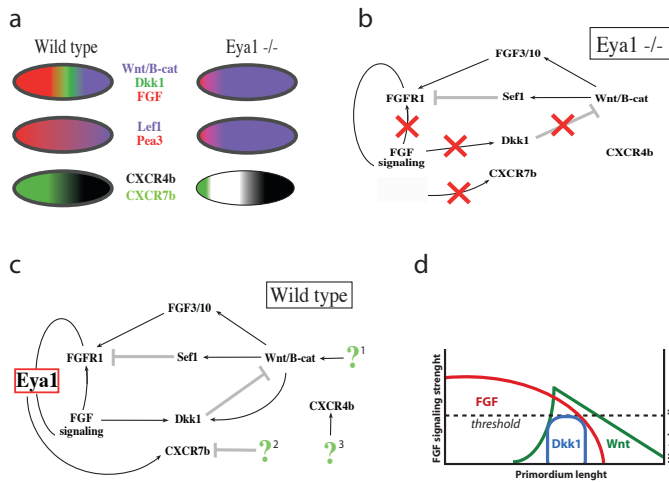 a
Wild type
Eya1 -/-
Wnt/B-cat
Dkk1
FGF
Lef1
Pea3
CXCR4b
CXCR7b
b
Eya1 -/-
FGF3/10
FGFR1
Sef1
Wnt/B-cat
Dkk1
FGF
signaling
CXCR4b
CXCR7b
c
Wild type
FGF3/10
FGFR1
Sef1
Wnt/B-cat
?1
Eya1
CXCR4b
FGF
signaling
Dkk1
CXCR7b
?2
?3
d
FGF signaling strenght
FGF
threshold
Dkk1
Wnt
Primordium lenght